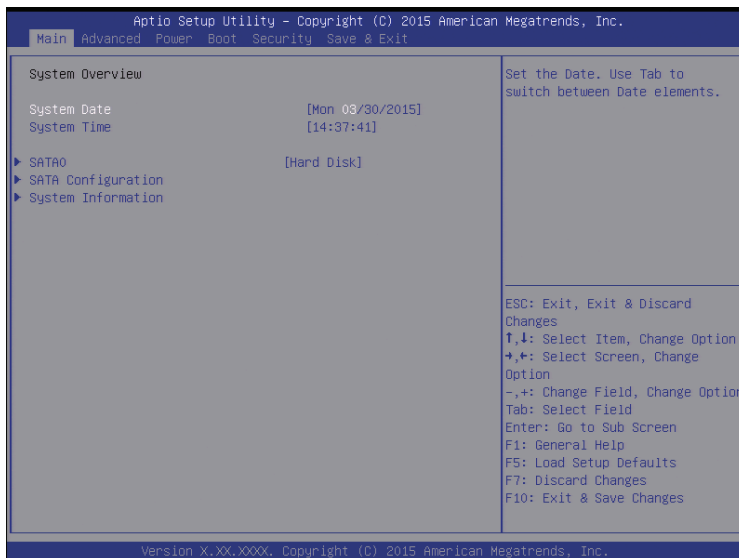 Aptio Setup Utility – Copyright (C) 2015 American Megatrends, Inc.
Main Advanced Power Boot Security Save & Exit
System Overview
System Date [Mon 03/30/2015]
System Time [14:37:41]
SATA0 [Hard Disk]
SATA Configuration
System Information
Set the Date. Use Tab to
switch between Date elements.
ESC: Exit, Exit & Discard
Changes
↑,↓: Select Item, Change Option
→,←: Select Screen, Change
Option
-,+: Change Field, Change Option
Tab: Select Field
Enter: Go to Sub Screen
F1: General Help
F5: Load Setup Defaults
F7: Discard Changes
F10: Exit & Save Changes
Version X.XX.XXXX. Copyright (C) 2015 American Megatrends, Inc.